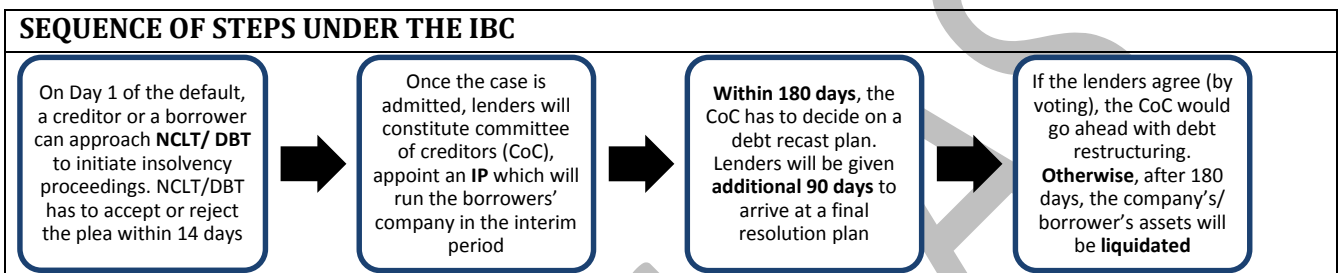 SEQUENCE OF STEPS UNDER THE IBC
On Day 1 of the default,
a creditor or a borrower
can approach NCLT/ DBT
to initiate insolvency
proceedings. NCLT/DBT
has to accept or reject
the plea within 14 days
Once the case is
admitted, lenders will
constitute committee
of creditors (CoC),
appoint an IP which will
run the borrowers'
company in the interim
period
Within 180 days, the
CoC has to decide on a
debt recast plan.
Lenders will be given
additional 90 days to
arrive at a final
resolution plan
If the lenders agree (by
voting), the CoC would
go ahead with debt
restructuring.
Otherwise, after 180
days, the company's/
borrower's assets will
be liquidated